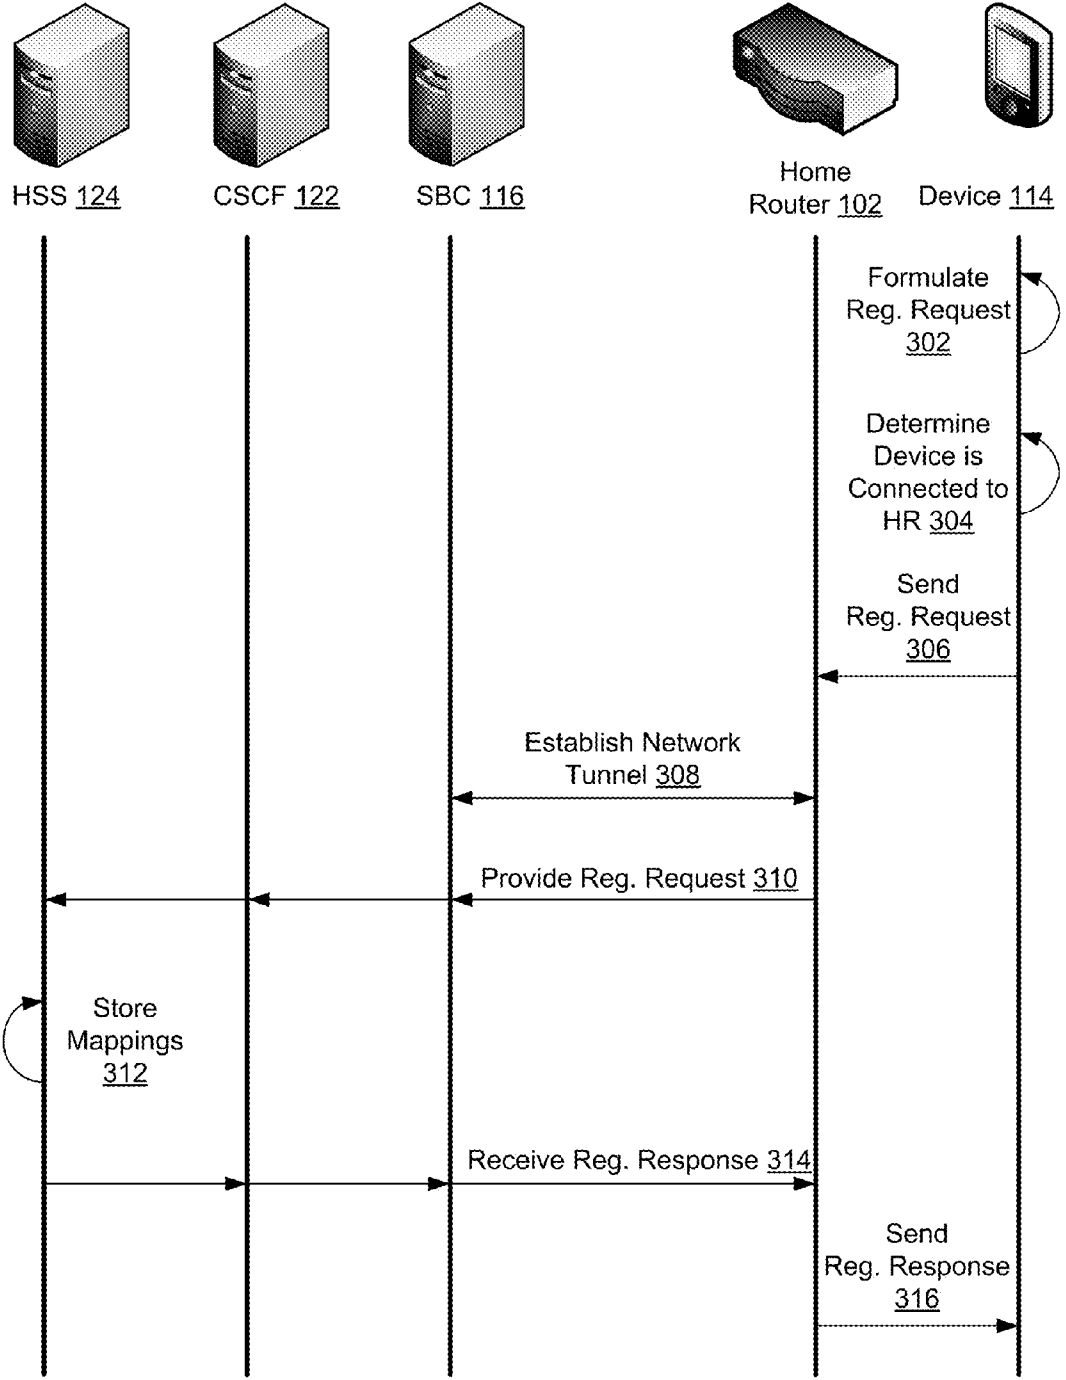 HSS 124
CSCF 122
SBC 116
Home
Router 102
Device 114
Formulate
Reg. Request
302
Determine
Device is
Connected to
HR 304
Send
Reg. Request
306
Establish Network
Tunnel 308
Provide Reg. Request 310
Store
Mappings
312
Receive Reg. Response 314
Send
Reg. Response
316